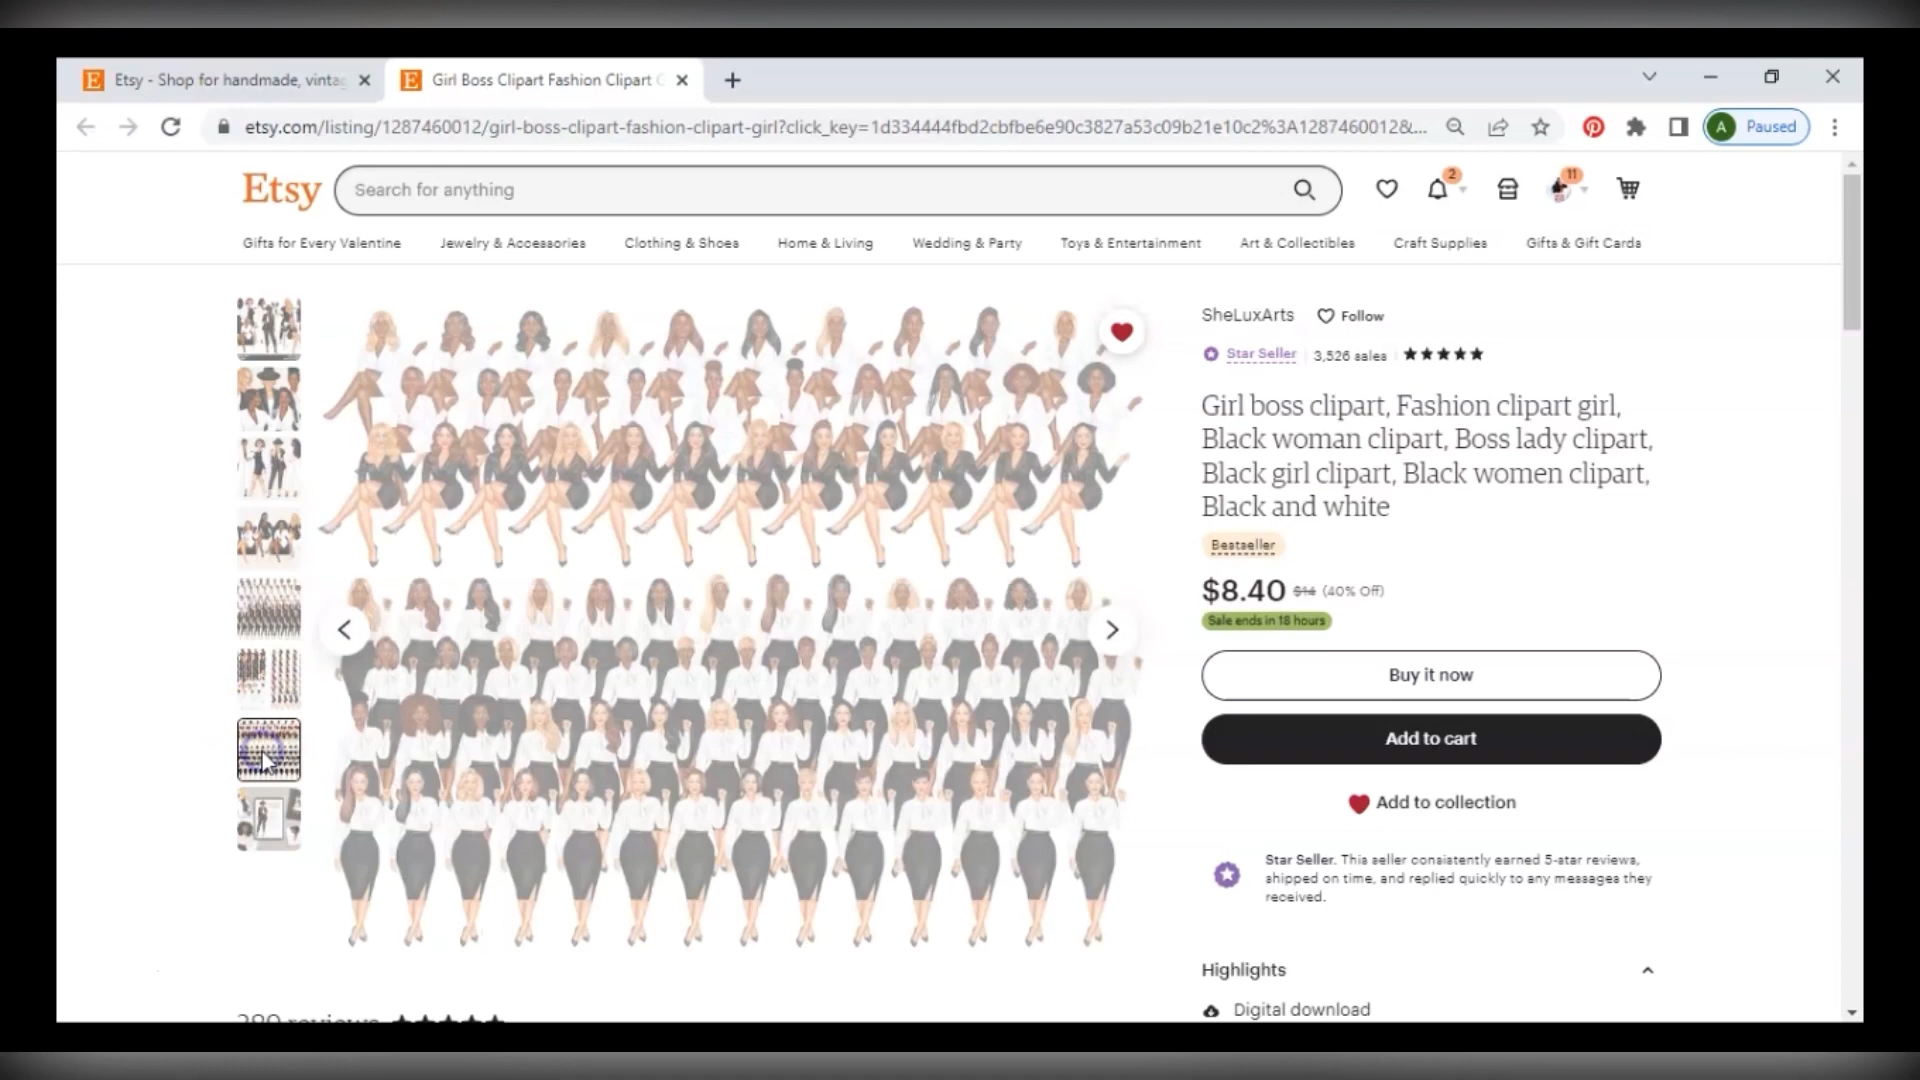 Etsy - Shop for handmade, vintag
Girl Boss Clipart Fashion Clipart G
etsy.com/listing/1287460012/girl-boss-clipart-fashion-clipart-girl?click_key=1d334444fbd2cbfbe6e90c3827a53c09b21e10c2%3A1287460012&...
A Paused
Etsy
Search for anything
2
11
Gifts for Every Valentine
Jewelry & Accessories
Clothing & Shoes
Home & Living
Wedding & Party
Toys & Entertainment
Art & Collectibles
Craft Supplies
Gifts & Gift Cards
SheLuxArts
Follow
Star Seller
3,526 sales
Girl boss clipart, Fashion clipart girl,
Black woman clipart, Boss lady clipart,
Black girl clipart, Black women clipart,
Black and white
Bestseller
$8.40 $14 (40% Off)
Sale ends in 18 hours
Buy it now
Add to cart
Add to collection
Star Seller. This seller consistently earned 5-star reviews,
shipped on time, and replied quickly to any messages they
received.
Highlights
Digital download
reviews